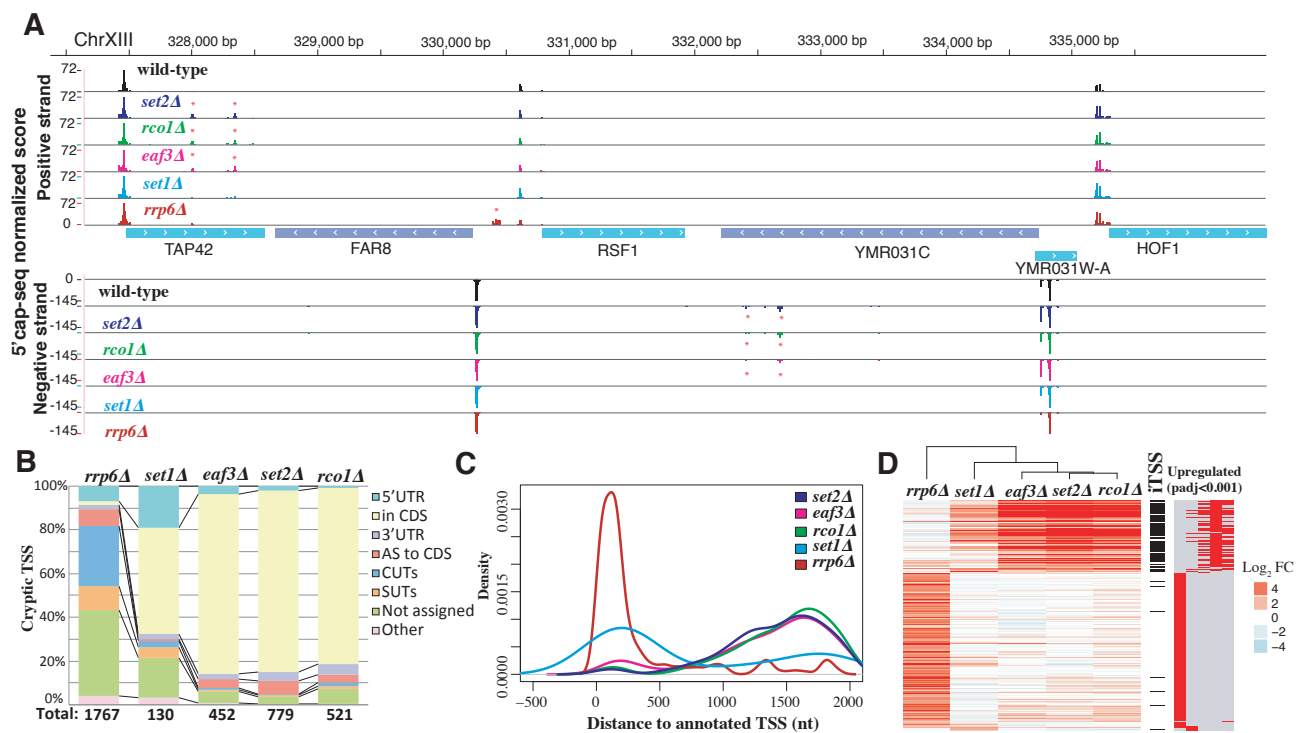 A
ChrXIII 328,000 bp 329,000 bp 330,000 bp 331,000 bp 332,000 bp 333,000 bp 334,000 bp 335,000 bp
5'cap-seq normalized score
Positive strand
72 wild-type
72 set2Δ
72 rco1Δ
72 eaf3Δ
72 set1Δ
72 rrp6Δ
0
TAP42 FAR8 RSF1 YMR031C HOF1
YMR031W-A
Negative strand
0 wild-type
-145
set2Δ
-145
rco1Δ
-145
eaf3Δ
-145
set1Δ
-145
rrp6Δ
-145
B
rrp6Δ set1Δ eaf3Δ set2Δ rco1Δ
Cryptic TSS
100%
80%
60%
40%
20%
0%
5'UTR
in CDS
3'UTR
AS to CDS
CUTs
SUTs
Not assigned
Other
Total: 1767 130 452 779 521
C
Density
0.0030
0.0015
0.0000
set2Δ
eaf3Δ
rco1Δ
set1Δ
rrp6Δ
−500 0 500 1000 1500 2000
Distance to annotated TSS (nt)
D
rrp6Δ set1Δ eaf3Δ set2Δ rco1Δ
iTSS
Upregulated
(padj<0.001)
Log2 FC
4
2
0
−2
−4